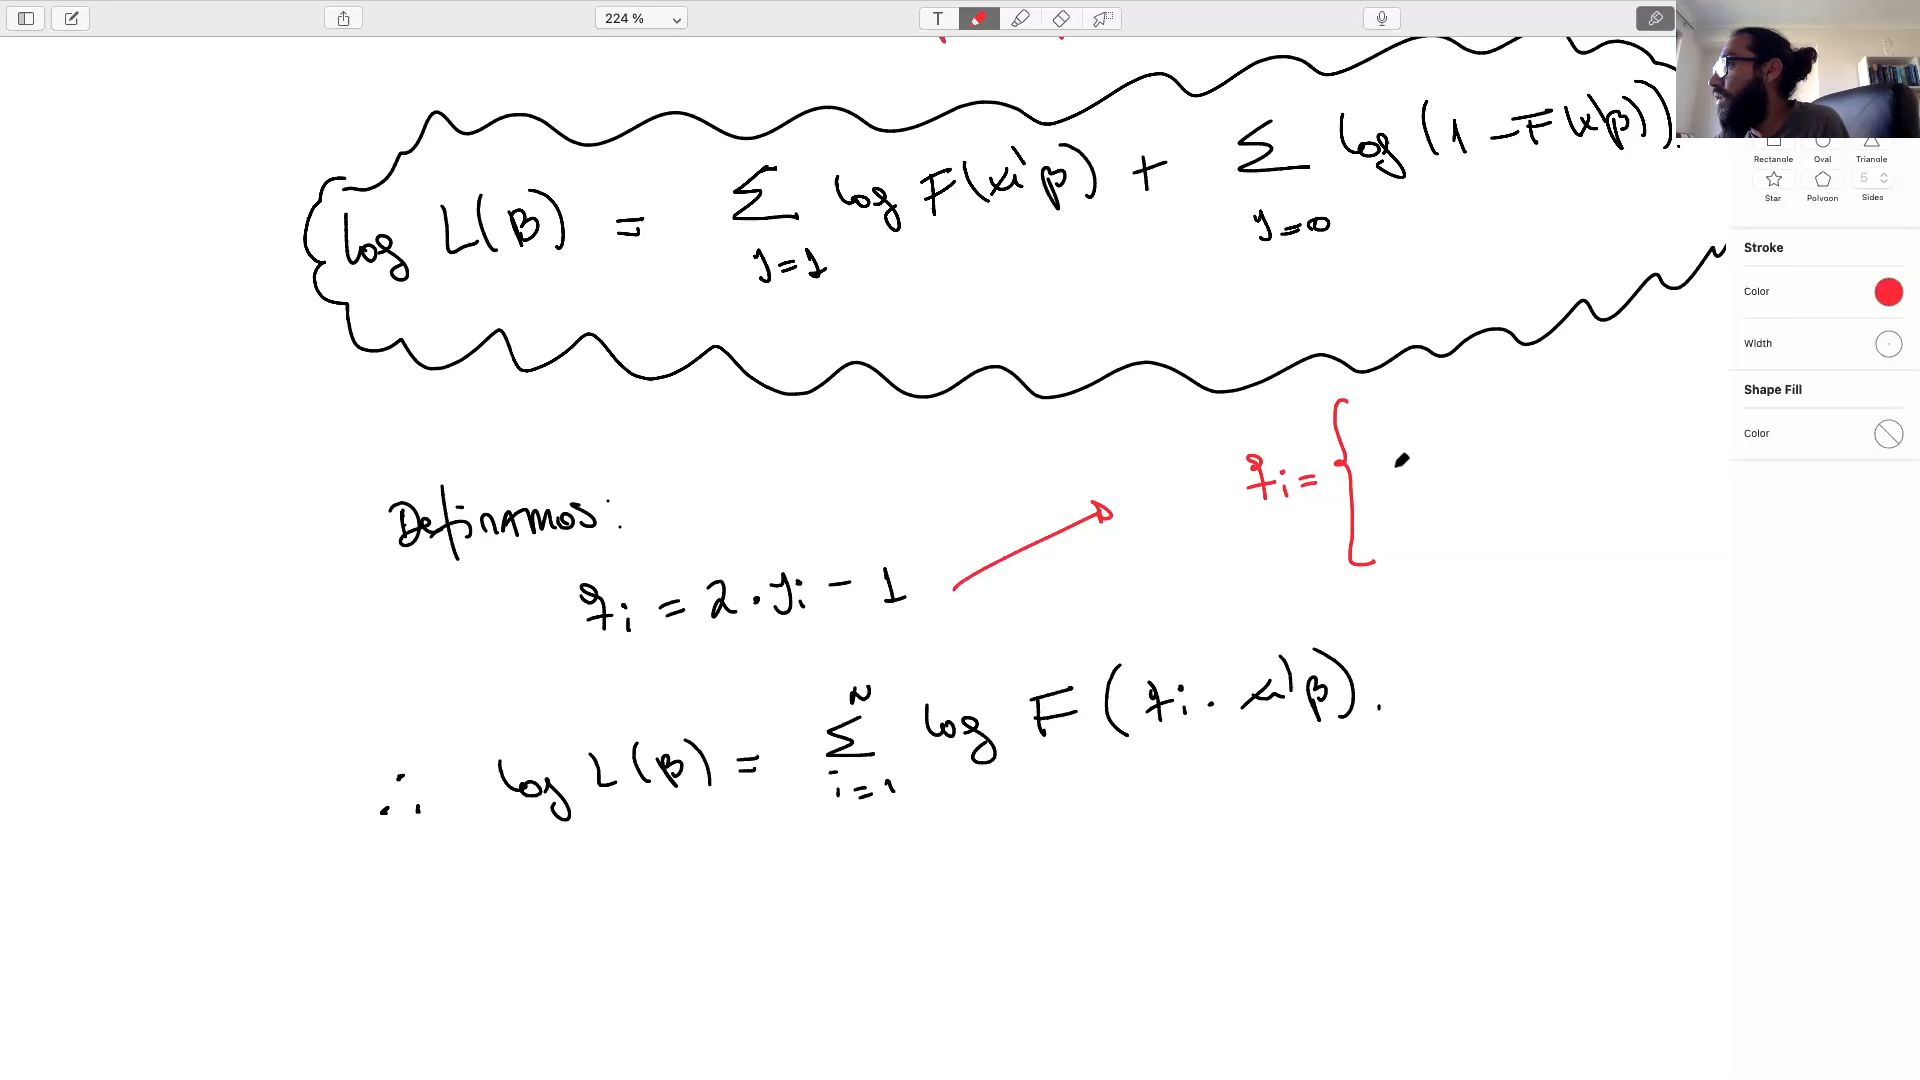 224 %
T
log L(β) = Σ y=1 log F(xi'β) + Σ y=0 log (1 - F(x'β)).
Rectangle Oval Triangle
5
Star Polygon Sides
Stroke
Color
Width
Shape Fill
Color
qi = {
Definamos:
qi = 2 · yi - 1
∴ log L(β) = Σ i=1 N log F (qi · xi'β).